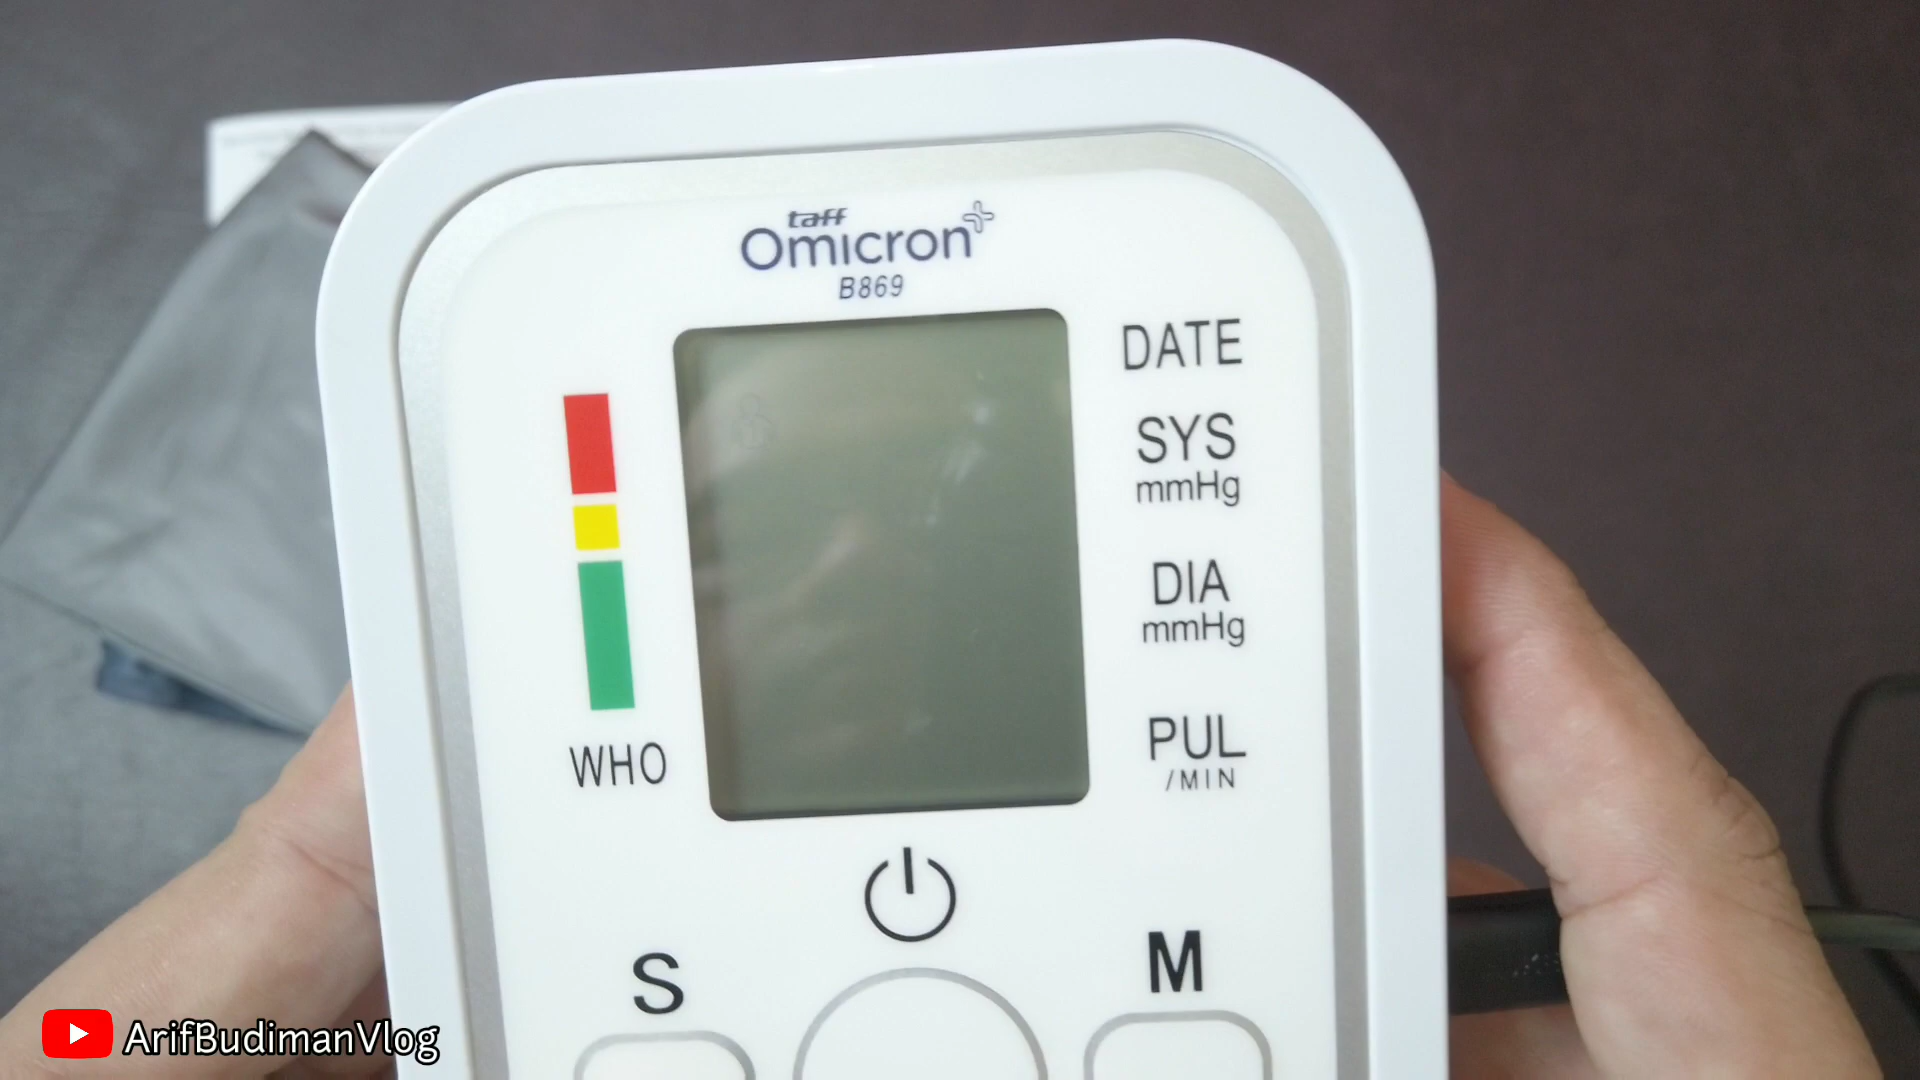 taff
Omicron
B869
DATE
SYS
mmHg
DIA
mmHg
PUL
/MIN
WHO
S
M
ArifBudimanVlog